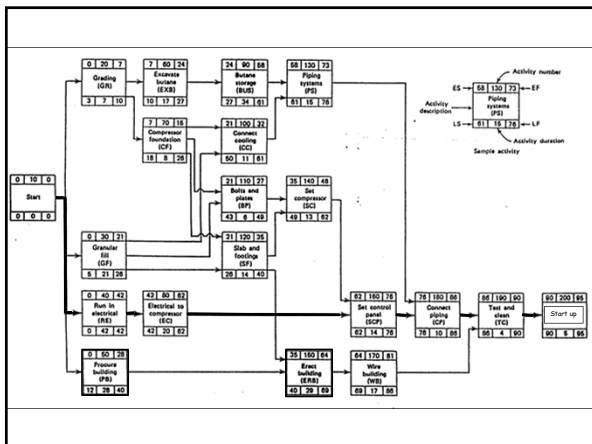 0 20 7
Grading
(GR)
3 7 10
7 60 24
Excavate
butane
(EXB)
10 17 27
24 90 58
Butane
storage
(BUS)
27 34 61
58 130 73
Piping
systems
(PS)
61 15 76
Activity number
ES 58 130 73 EF
Activity
description
Piping
systems
(PS)
LS 61 15 76 LF
Activity duration
Sample activity
7 70 15
Compressor
foundation
(CF)
18 8 26
21 100 32
Connect
cooling
(CC)
50 11 61
0 10 0
Start
0 0 0
21 110 27
Bolts and
plates
(BP)
43 6 49
35 140 48
Set
compressor
(SC)
49 13 62
0 30 21
Granular
fill
(GF)
5 21 26
21 120 35
Slab and
footings
(SF)
26 14 40
0 40 42
Run in
electrical
(RE)
0 42 42
42 80 62
Electrical to
compressor
(EC)
42 20 62
62 160 76
Set control
panel
(SCP)
62 14 76
76 180 86
Connect
piping
(CP)
76 10 86
86 190 90
Test and
clean
(TC)
86 4 90
90 200 95
Start up
90 5 95
0 50 28
Procure
building
(PB)
12 28 40
35 150 64
Erect
building
(ERB)
40 29 69
64 170 81
Wire
building
(WB)
69 17 86